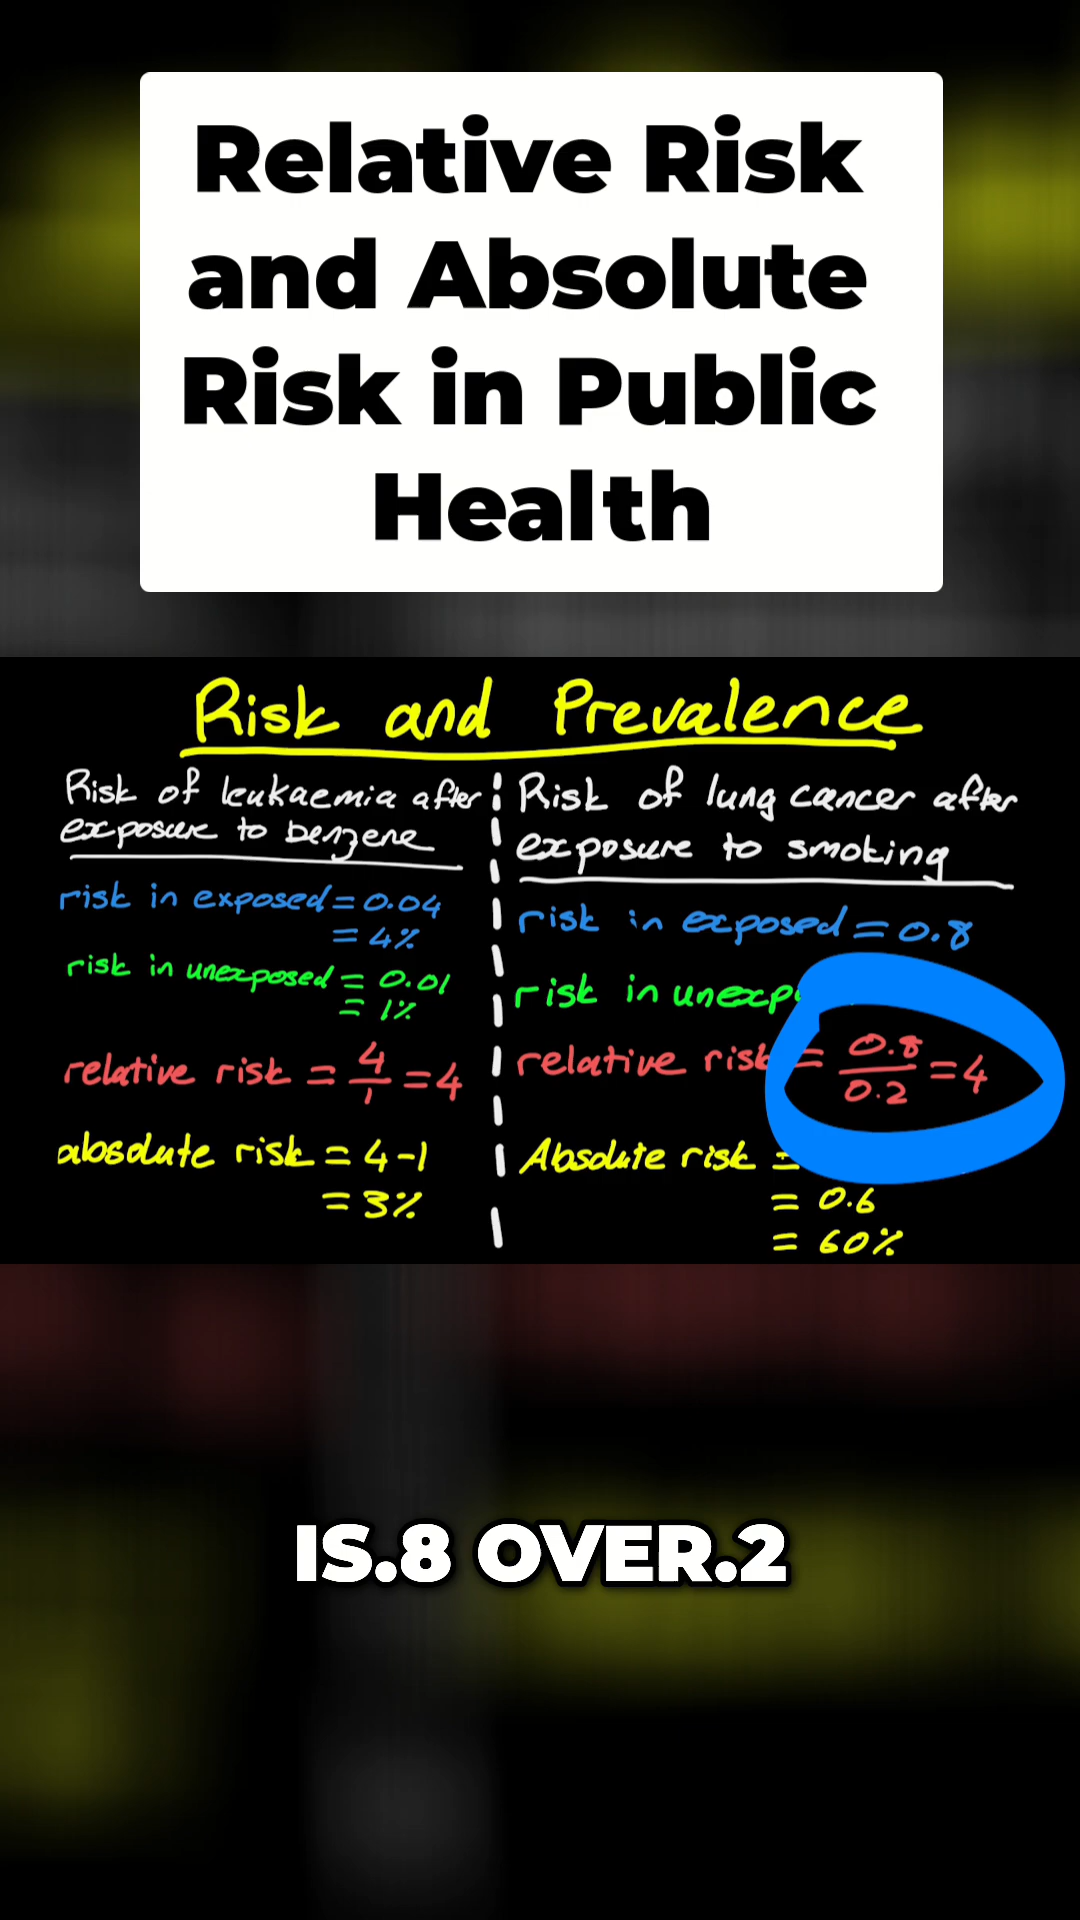 Relative Risk
and Absolute
Risk in Public
Health
Risk and Prevalence
Risk of leukaemia after
exposure to benzene
risk in exposed = 0.04
= 4%
risk in unexposed = 0.01
= 1%
relative risk = 4/1 = 4
absolute risk = 4-1
= 3%
Risk of lung cancer after
exposure to smoking
risk in exposed = 0.8
risk in
relative risk = 0.8/0.2 = 4
Absolute risk =
= 0.6
= 60%
IS.8 OVER.2